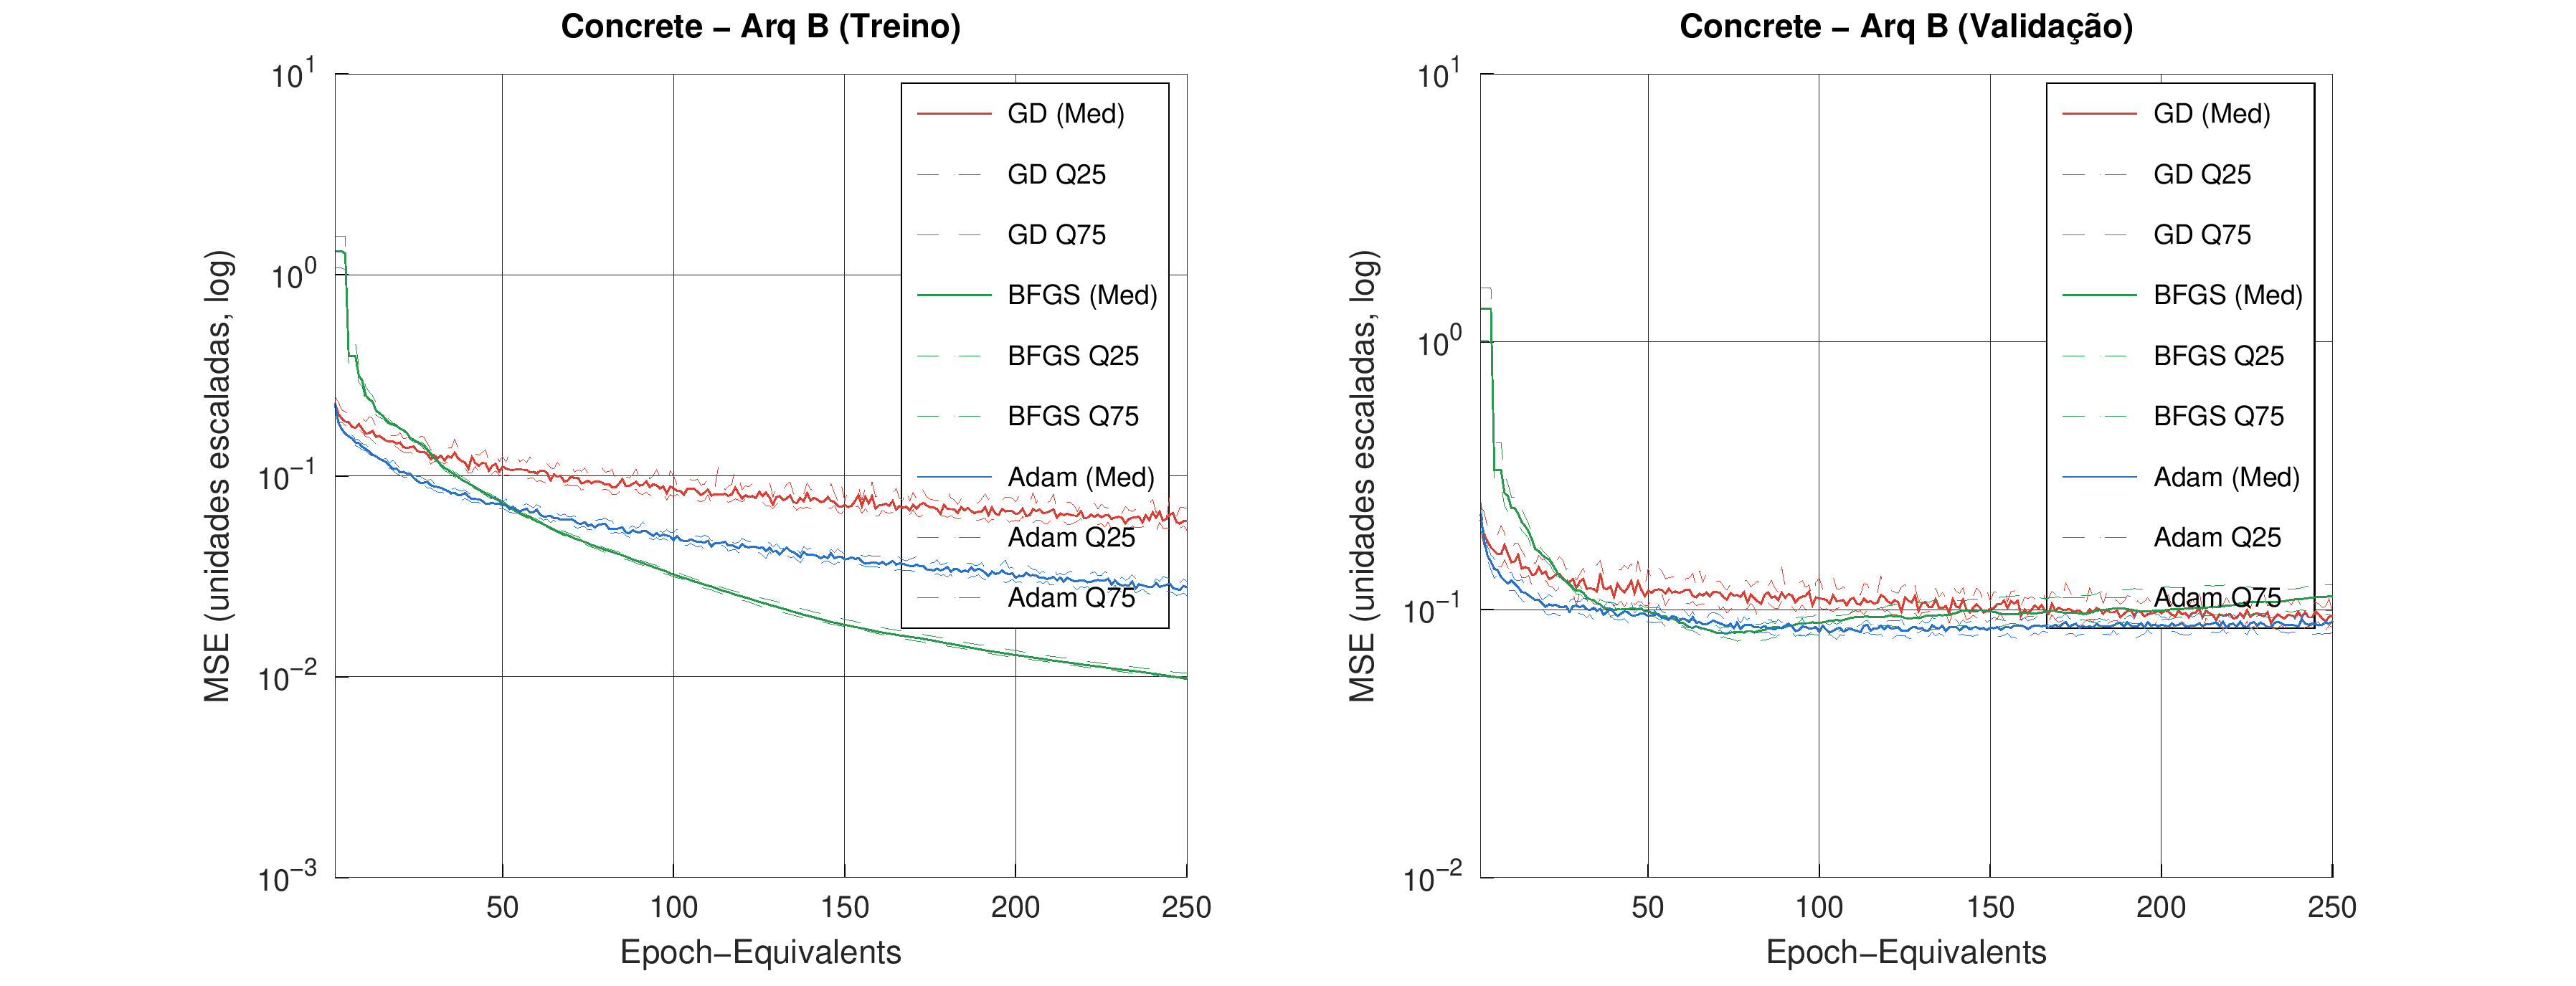 Concrete – Arq B (Treino)
MSE (unidades escaladas, log)
10^1
10^0
10^−1
10^−2
10^−3
50
100
150
200
250
Epoch−Equivalents
GD (Med)
GD Q25
GD Q75
BFGS (Med)
BFGS Q25
BFGS Q75
Adam (Med)
Adam Q25
Adam Q75
Concrete – Arq B (Validação)
MSE (unidades escaladas, log)
10^1
10^0
10^−1
10^−2
50
100
150
200
250
Epoch−Equivalents
GD (Med)
GD Q25
GD Q75
BFGS (Med)
BFGS Q25
BFGS Q75
Adam (Med)
Adam Q25
Adam Q75